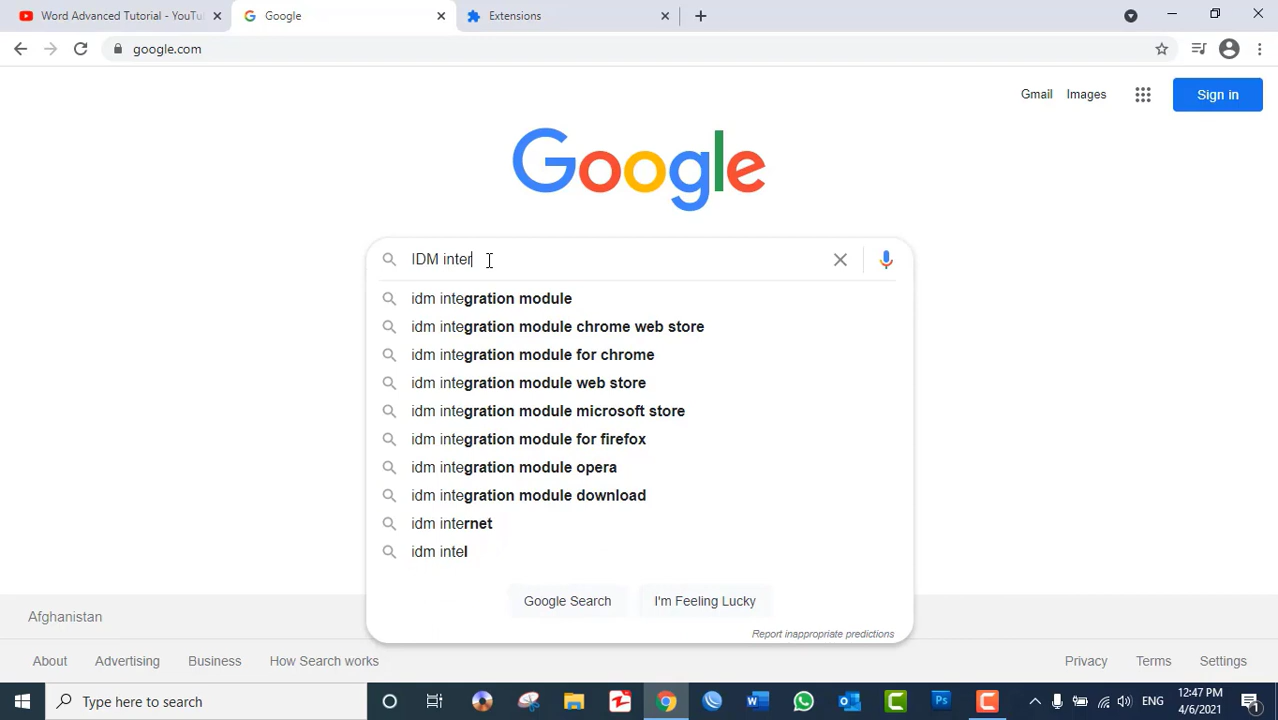 Word Advanced Tutorial - YouTu
Google
Extensions
google.com
Gmail Images Sign in
Google
IDM inter
idm integration module
idm integration module chrome web store
idm integration module for chrome
idm integration module web store
idm integration module microsoft store
idm integration module for firefox
idm integration module opera
idm integration module download
idm internet
idm intel
Google Search I'm Feeling Lucky
Report inappropriate predictions
Afghanistan
About Advertising Business How Search works Privacy Terms Settings
Type here to search
ENG
12:47 PM
4/6/2021